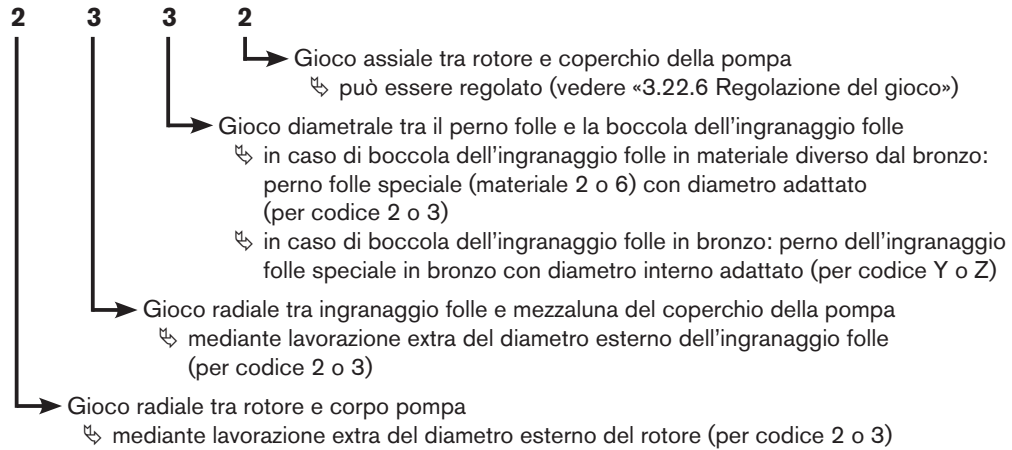 2 3 3 2
Gioco assiale tra rotore e coperchio della pompa
↳ può essere regolato (vedere «3.22.6 Regolazione del gioco»)
Gioco diametrale tra il perno folle e la boccola dell'ingranaggio folle
↳ in caso di boccola dell'ingranaggio folle in materiale diverso dal bronzo:
perno folle speciale (materiale 2 o 6) con diametro adattato
(per codice 2 o 3)
↳ in caso di boccola dell'ingranaggio folle in bronzo: perno dell'ingranaggio
folle speciale in bronzo con diametro interno adattato (per codice Y o Z)
Gioco radiale tra ingranaggio folle e mezzaluna del coperchio della pompa
↳ mediante lavorazione extra del diametro esterno dell'ingranaggio folle
(per codice 2 o 3)
Gioco radiale tra rotore e corpo pompa
↳ mediante lavorazione extra del diametro esterno del rotore (per codice 2 o 3)